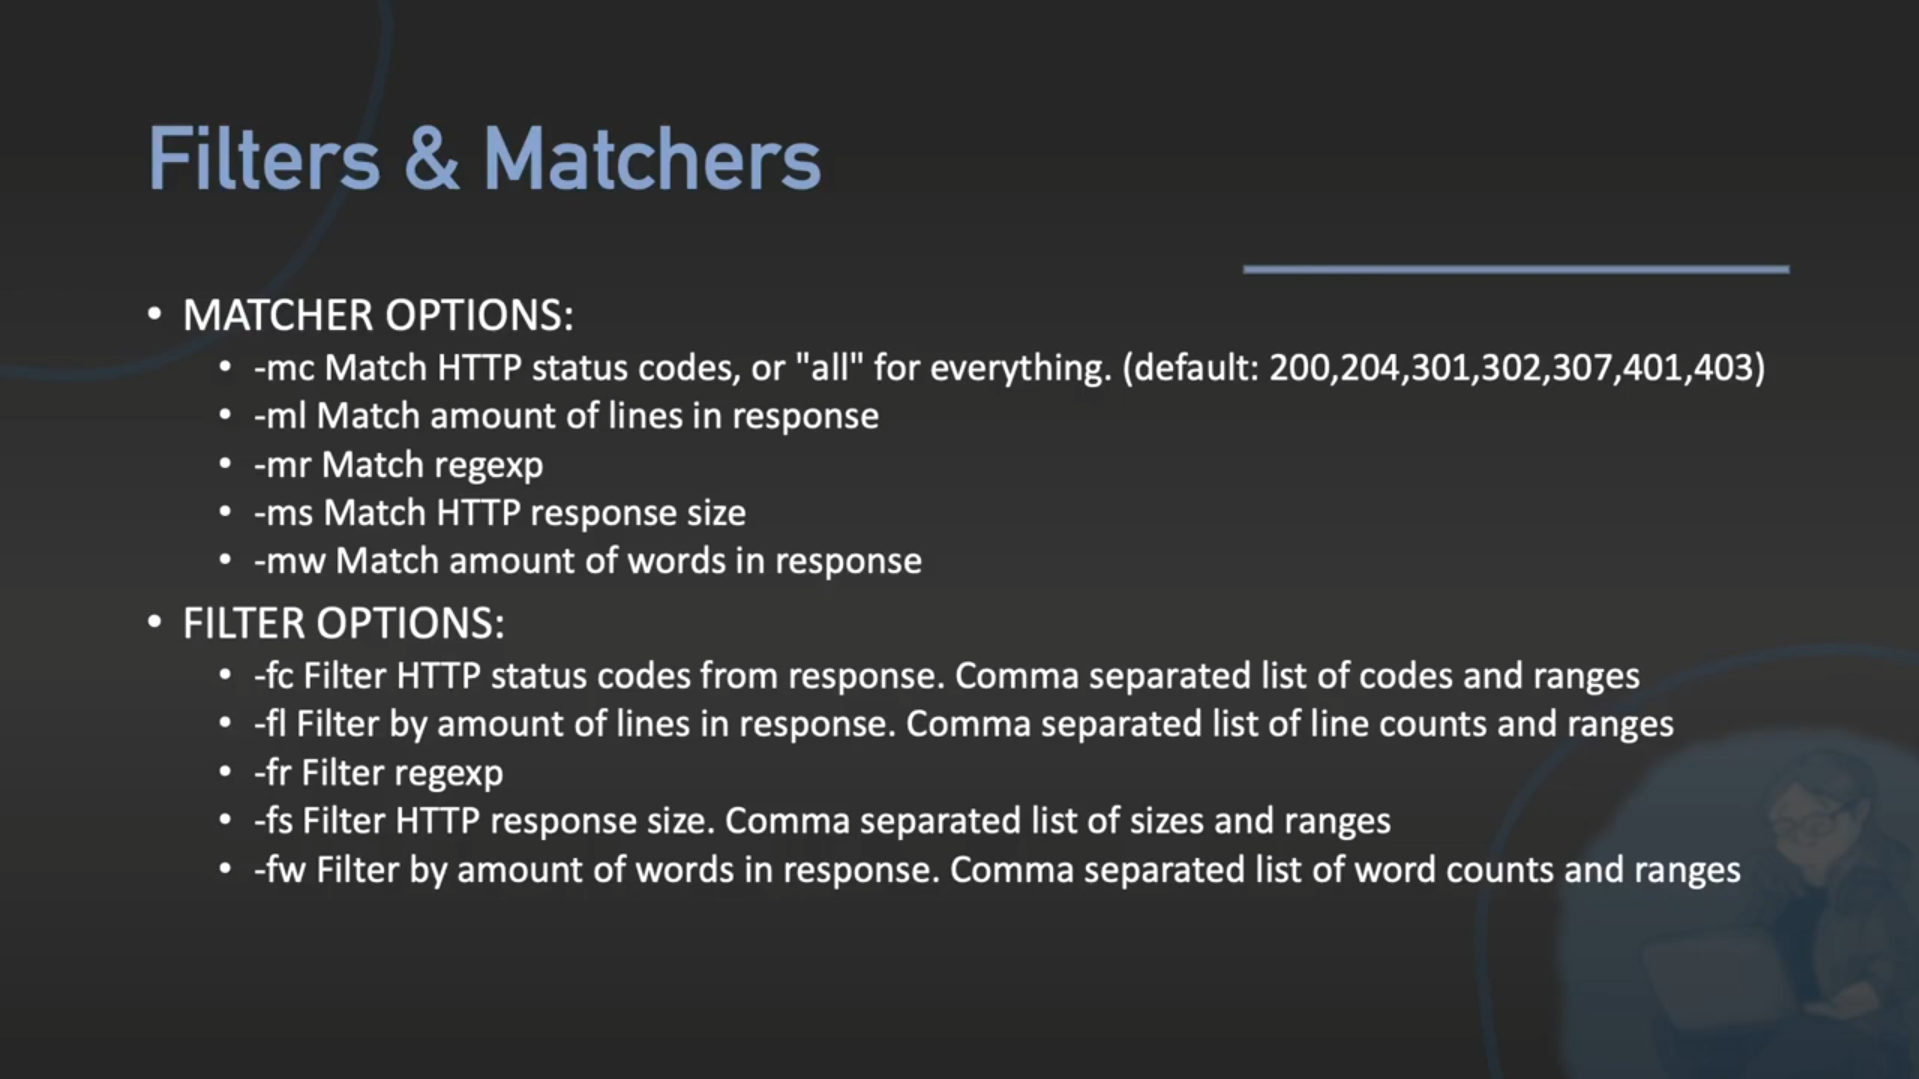 Filters & Matchers
• MATCHER OPTIONS:
• -mc Match HTTP status codes, or "all" for everything. (default: 200,204,301,302,307,401,403)
• -ml Match amount of lines in response
• -mr Match regexp
• -ms Match HTTP response size
• -mw Match amount of words in response
• FILTER OPTIONS:
• -fc Filter HTTP status codes from response. Comma separated list of codes and ranges
• -fl Filter by amount of lines in response. Comma separated list of line counts and ranges
• -fr Filter regexp
• -fs Filter HTTP response size. Comma separated list of sizes and ranges
• -fw Filter by amount of words in response. Comma separated list of word counts and ranges